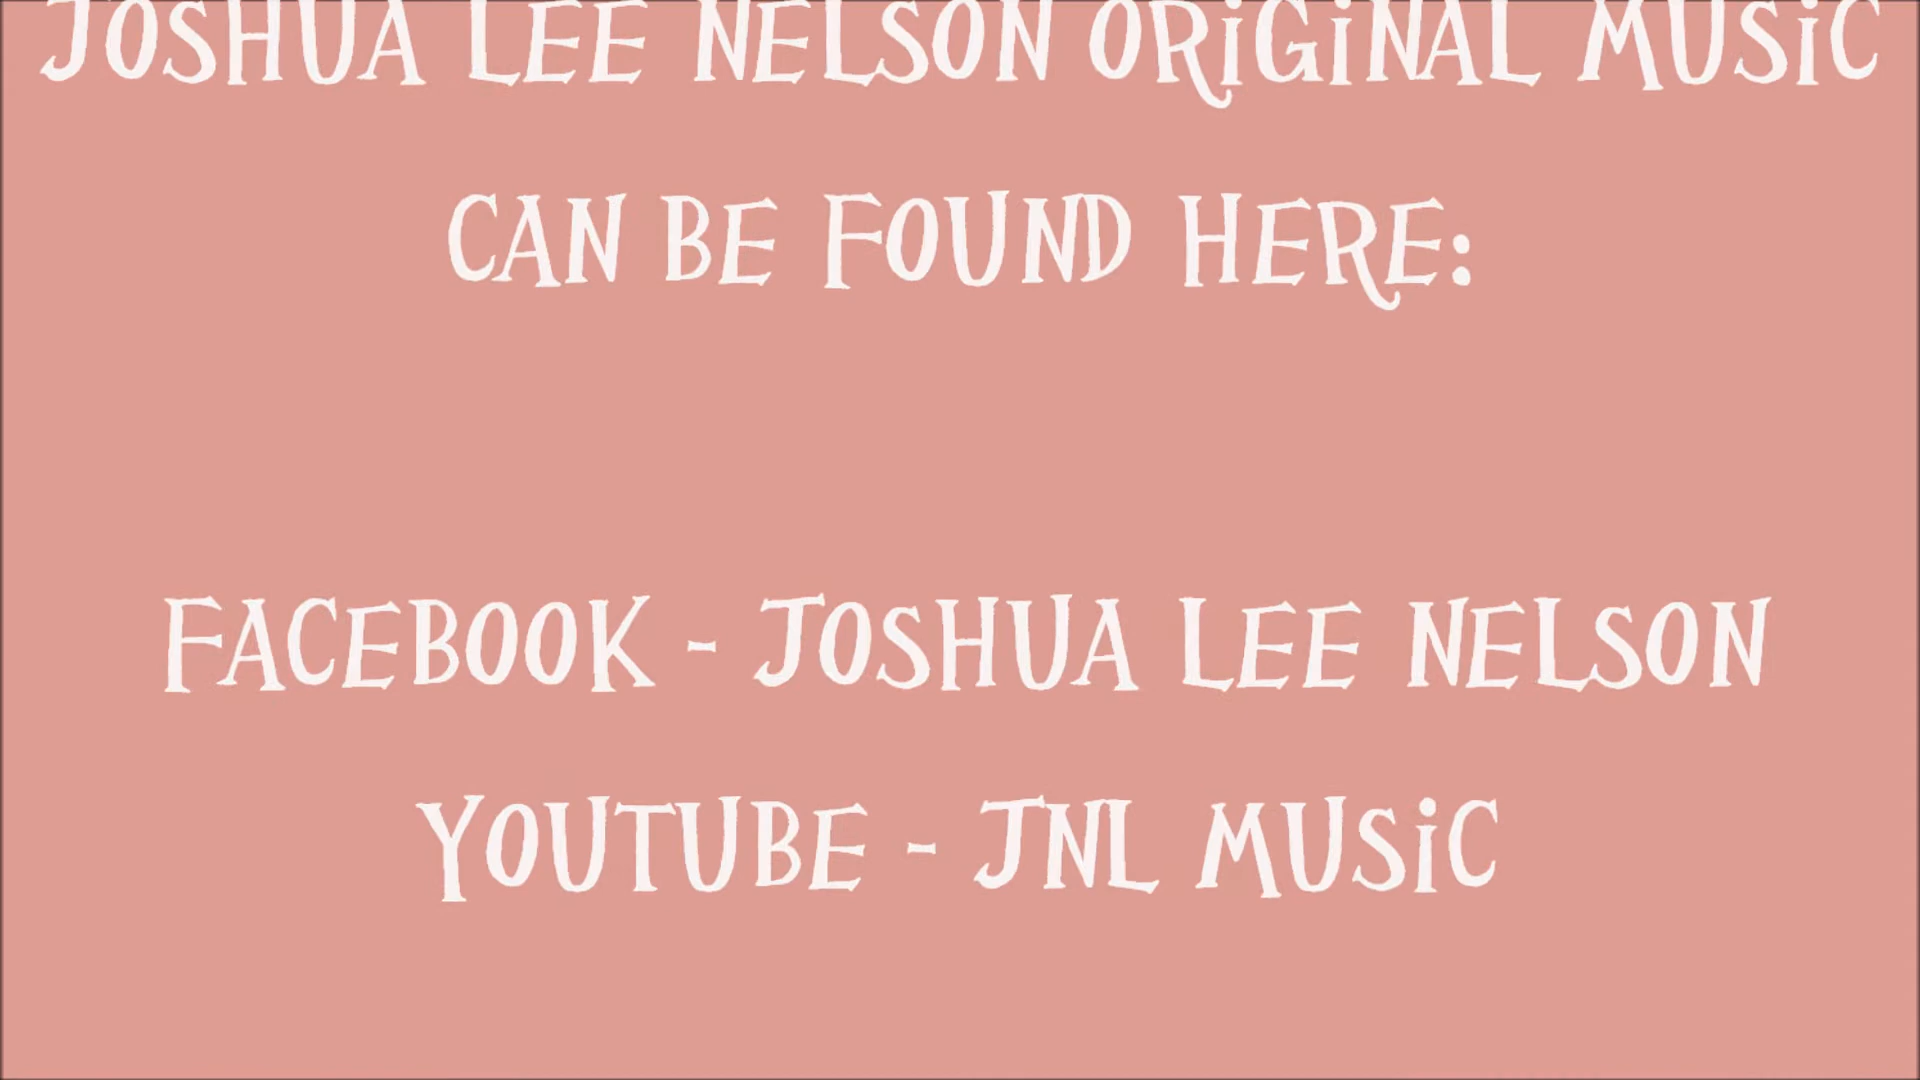 JOSHUA LEE NELSON ORiGiNAL MUSiC
CAN BE FOUND HERE:
FACEBOOK - JOSHUA LEE NELSON
YOUTUBE - JNL MUSiC